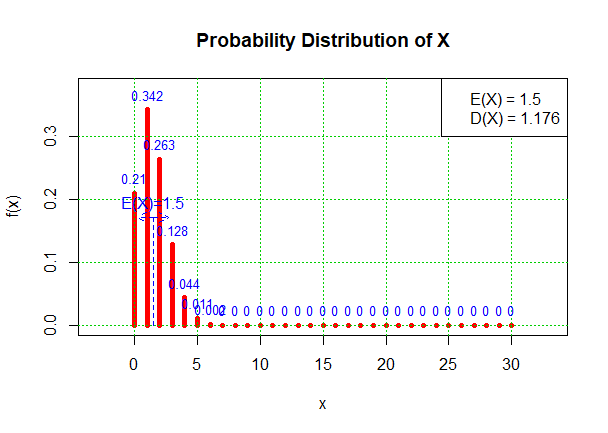 Probability Distribution of X
E(X) = 1.5
D(X) = 1.176
0.342
0.263
0.21
E(X)=1.5
0.128
0.044
0.011
0.002
0 0 0 0 0 0 0 0 0 0 0 0 0 0 0 0 0 0 0 0 0 0 0 0
f(x)
0.3
0.2
0.1
0.0
0 5 10 15 20 25 30
x